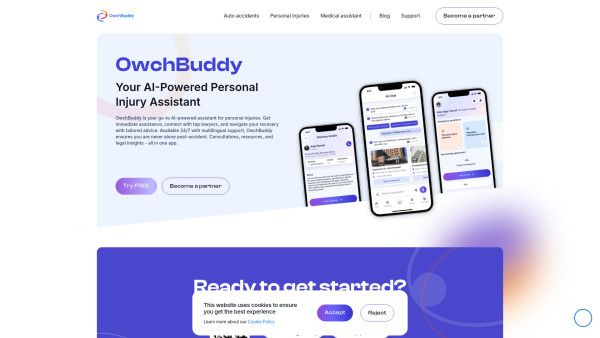 OwchBuddy
Auto accidents
Personal Injuries
Medical assistant
Blog
Support
Become a partner
OwchBuddy
Your AI-Powered Personal
Injury Assistant
OwchBuddy is your go-to AI-powered assistant for personal injuries. Get
immediate assistance, connect with top lawyers, and navigate your recovery
with tailored advice. Available 24/7 with multilingual support, OwchBuddy
ensures you are never alone post-accident. Consultations, resources, and
legal insights - all in one app.
Try FREE
Become a partner
Ready to get started?
This website uses cookies to ensure
you get the best experience
Learn more about our Cookie Policy
Accept
Reject